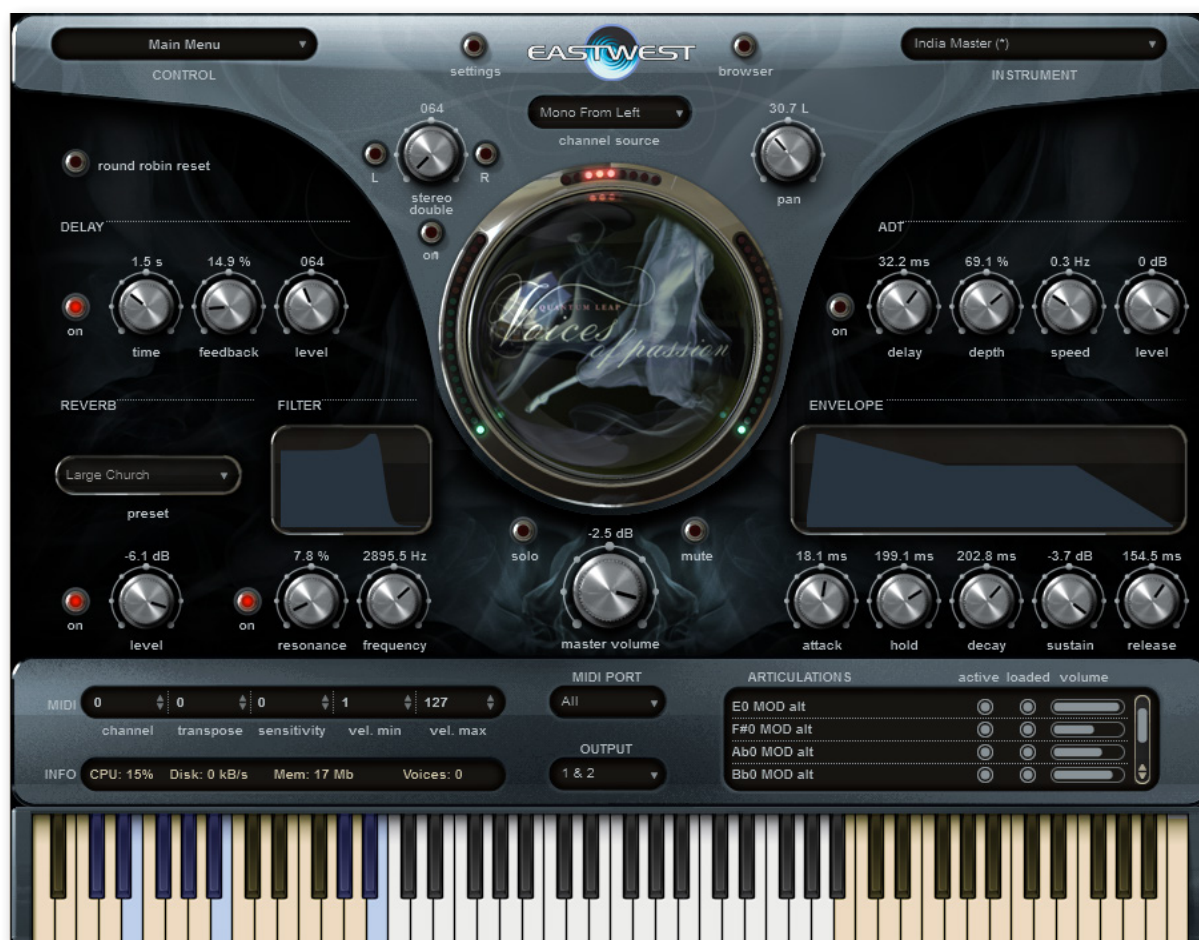 Main Menu
CONTROL
settings
EASTWEST
browser
India Master (*)
INSTRUMENT
064
Mono From Left
30.7 L
channel source
L
R
stereo
double
on
pan
round robin reset
QUANTUM LEAP
Voices
of passion
DELAY
1.5 s
14.9 %
064
on
time
feedback
level
ADT
32.2 ms
69.1 %
0.3 Hz
0 dB
on
delay
depth
speed
level
REVERB
Large Church
preset
-6.1 dB
on
level
FILTER
7.8 %
2895.5 Hz
on
resonance
frequency
solo
-2.5 dB
mute
master volume
ENVELOPE
18.1 ms
199.1 ms
202.8 ms
-3.7 dB
154.5 ms
attack
hold
decay
sustain
release
MIDI
0
0
0
1
127
channel
transpose
sensitivity
vel. min
vel. max
INFO
CPU: 15%
Disk: 0 kB/s
Mem: 17 Mb
Voices: 0
MIDI PORT
All
OUTPUT
1 & 2
ARTICULATIONS
active
loaded
volume
E0 MOD alt
F#0 MOD alt
Ab0 MOD alt
Bb0 MOD alt